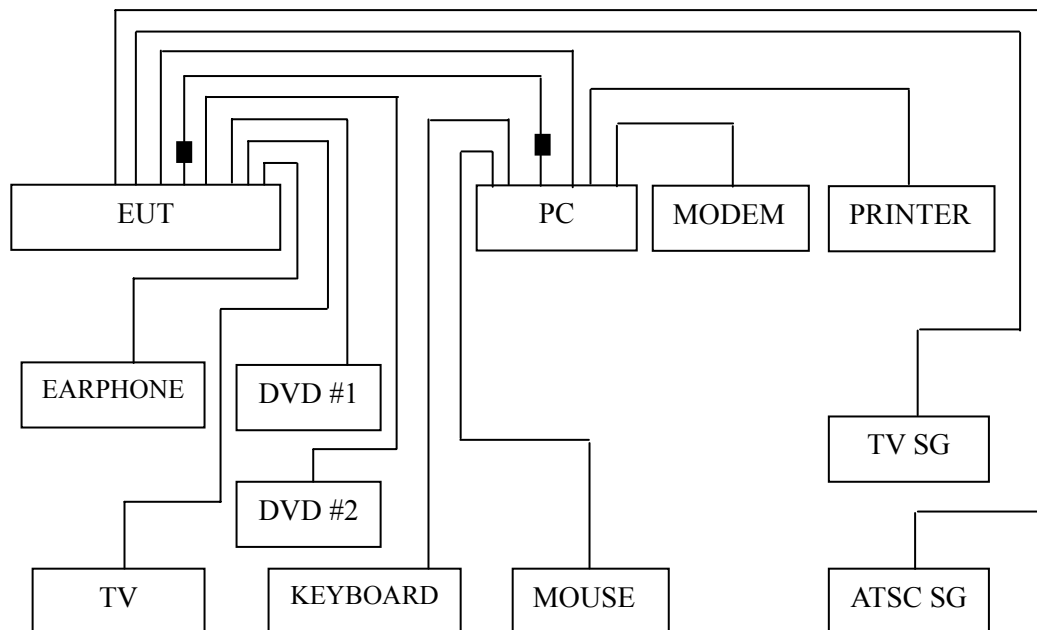 EUT
PC
MODEM
PRINTER
EARPHONE
DVD #1
TV SG
DVD #2
TV
KEYBOARD
MOUSE
ATSC SG